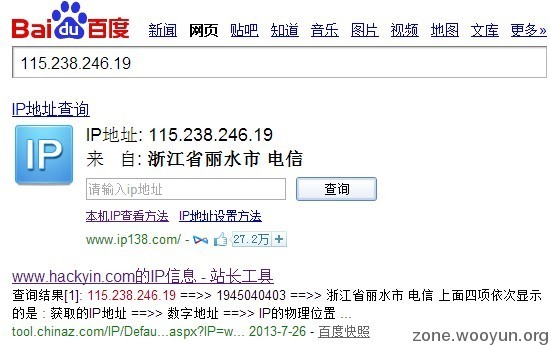 Bai du 百度
新闻 网页 贴吧 知道 音乐 图片 视频 地图 文库 更多»
115.238.246.19
IP地址查询
IP
IP地址: 115.238.246.19
来 自: 浙江省丽水市 电信
请输入ip地址 查询
本机IP查看方法 IP地址设置方法
www.ip138.com/ - 27.2万 +
www.hackyin.com的IP信息 - 站长工具
查询结果[1]: 115.238.246.19 ==>> 1945040403 ==>> 浙江省丽水市 电信 上面四项依次显示
的是 : 获取的IP地址 ==>> 数字地址 ==>> IP的物理位置 ...
tool.chinaz.com/IP/Defau...aspx?IP=w... 2013-7-26 - 百度快照
zone.wooyun.org